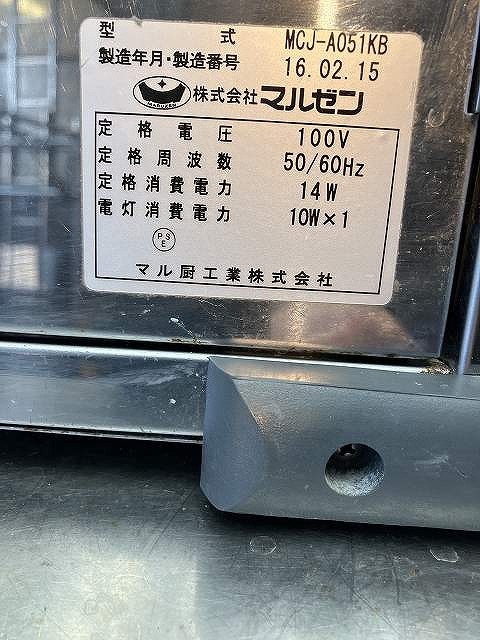 型式 MCJ-A051KB
製造年月・製造番号 16.02.15
MARUZEN 株式会社 マルゼン
定格電圧 100V
定格周波数 50/60Hz
定格消費電力 14W
電灯消費電力 10W×1
PS
E
マル厨工業株式会社